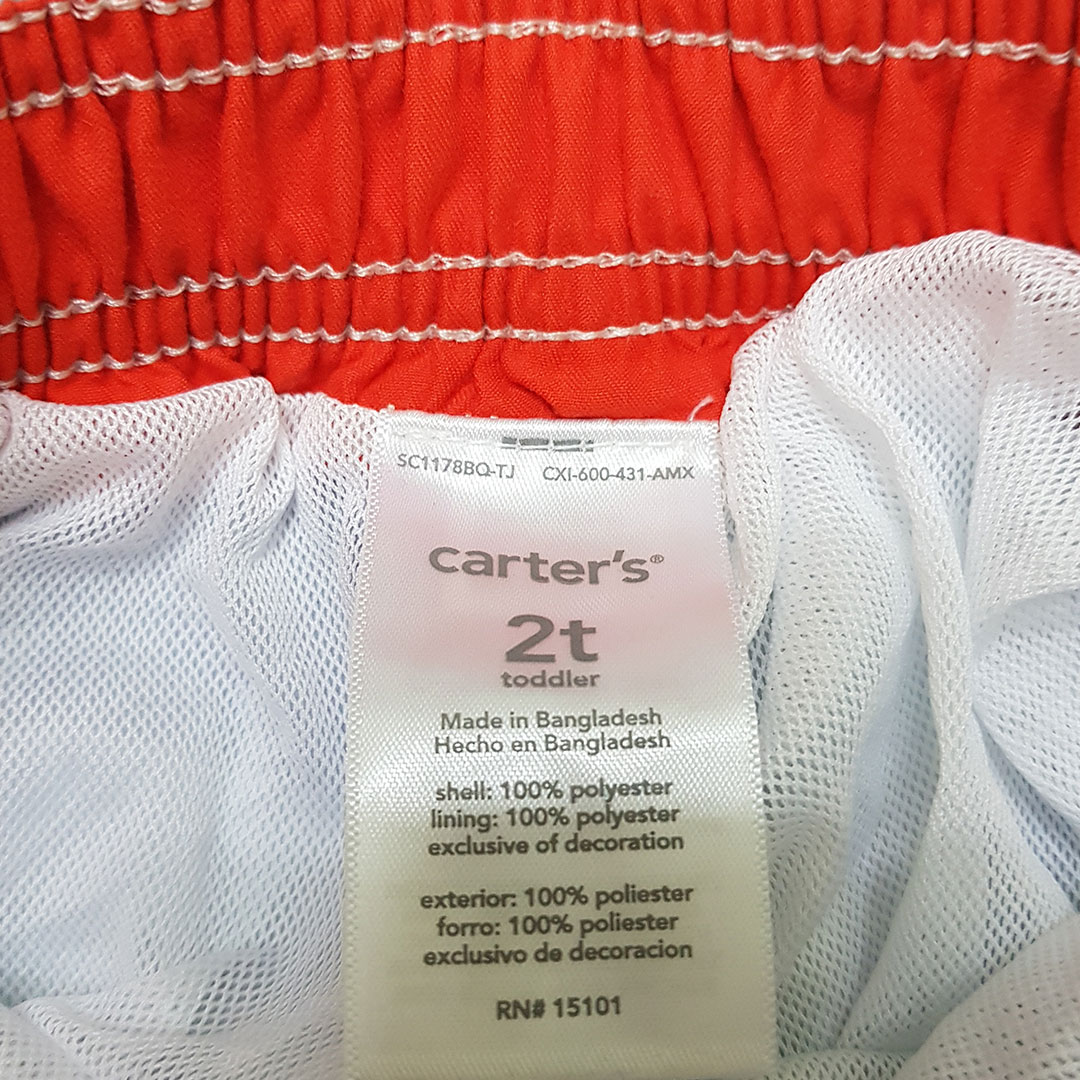 SC1178BQ-TJ CXI-600-431-AMX
carter's®
2t
toddler
Made in Bangladesh
Hecho en Bangladesh
shell: 100% polyester
lining: 100% polyester
exclusive of decoration
exterior: 100% poliester
forro: 100% poliester
exclusivo de decoracion
RN# 15101